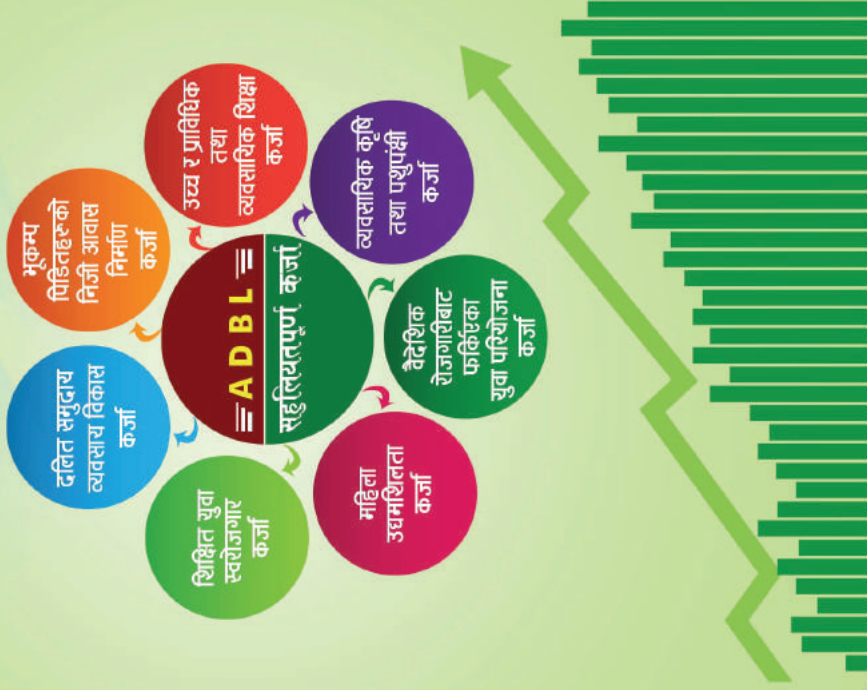 ADBL
सहुलियतपूर्ण कर्जा
उच्च र प्राविधिक
तथा
व्यवसायिक शिक्षा
कर्जा
व्यवसायिक कृषि
तथा पशुपंक्षी
कर्जा
वैदेशिक
रोजगारीबाट
फर्किएका
युवा परियोजना
कर्जा
महिला
उद्यमशिलता
कर्जा
शिक्षित युवा
स्वरोजगार
कर्जा
दलित समुदाय
व्यवसाय विकास
कर्जा
भूकम्प
पिडितहरूको
निजी आवास
निर्माण
कर्जा